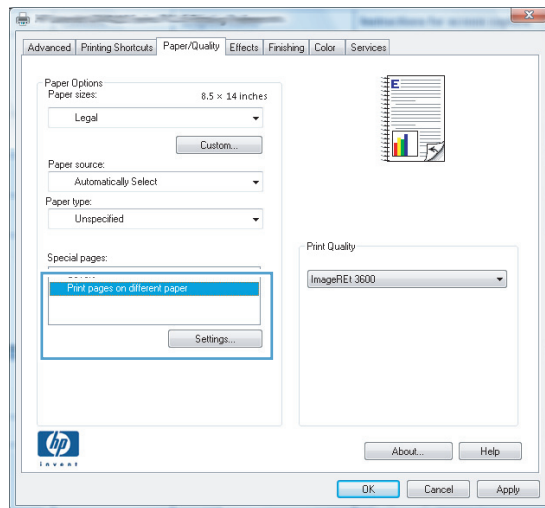 Advanced Printing Shortcuts Paper/Quality Effects Finishing Color Services
Paper Options
Paper sizes: 8.5 × 14 inches
Legal
Custom...
Paper source:
Automatically Select
Paper type:
Unspecified
Special pages:
Print pages on different paper
Settings...
E
Print Quality
ImageREt 3600
hp
invent
About... Help
OK Cancel Apply